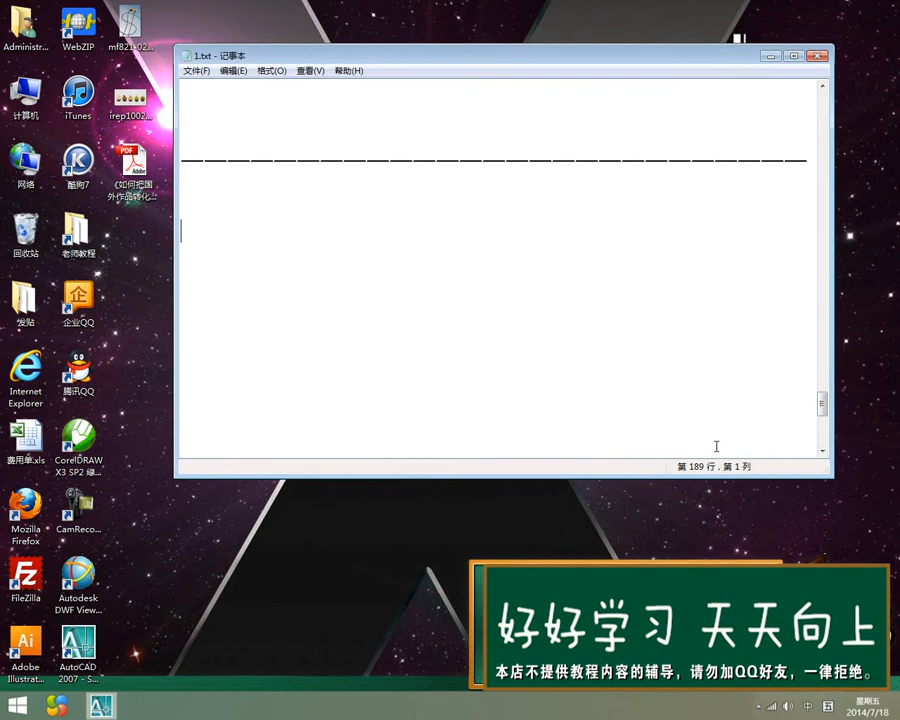 Administr...
WebZIP
mf821-02...
计算机
iTunes
irep1002...
网络
酷狗7
PDF
Adobe
《如何把国
外作品转化...
回收站
老师教程
发贴
企
企业QQ
Internet
Explorer
腾讯QQ
费用单.xls
CorelDRAW
X3 SP2 绿...
Mozilla
Firefox
CamReco...
Fz
FileZilla
Autodesk
DWF View...
Ai
Adobe
Illustrat...
AutoCAD
2007 - S...
1.txt - 记事本
文件(F) 编辑(E) 格式(O) 查看(V) 帮助(H)
第 189 行，第 1 列
好好学习 天天向上
本店不提供教程内容的辅导，请勿加QQ好友，一律拒绝。
中
五
星期五
2014/7/18